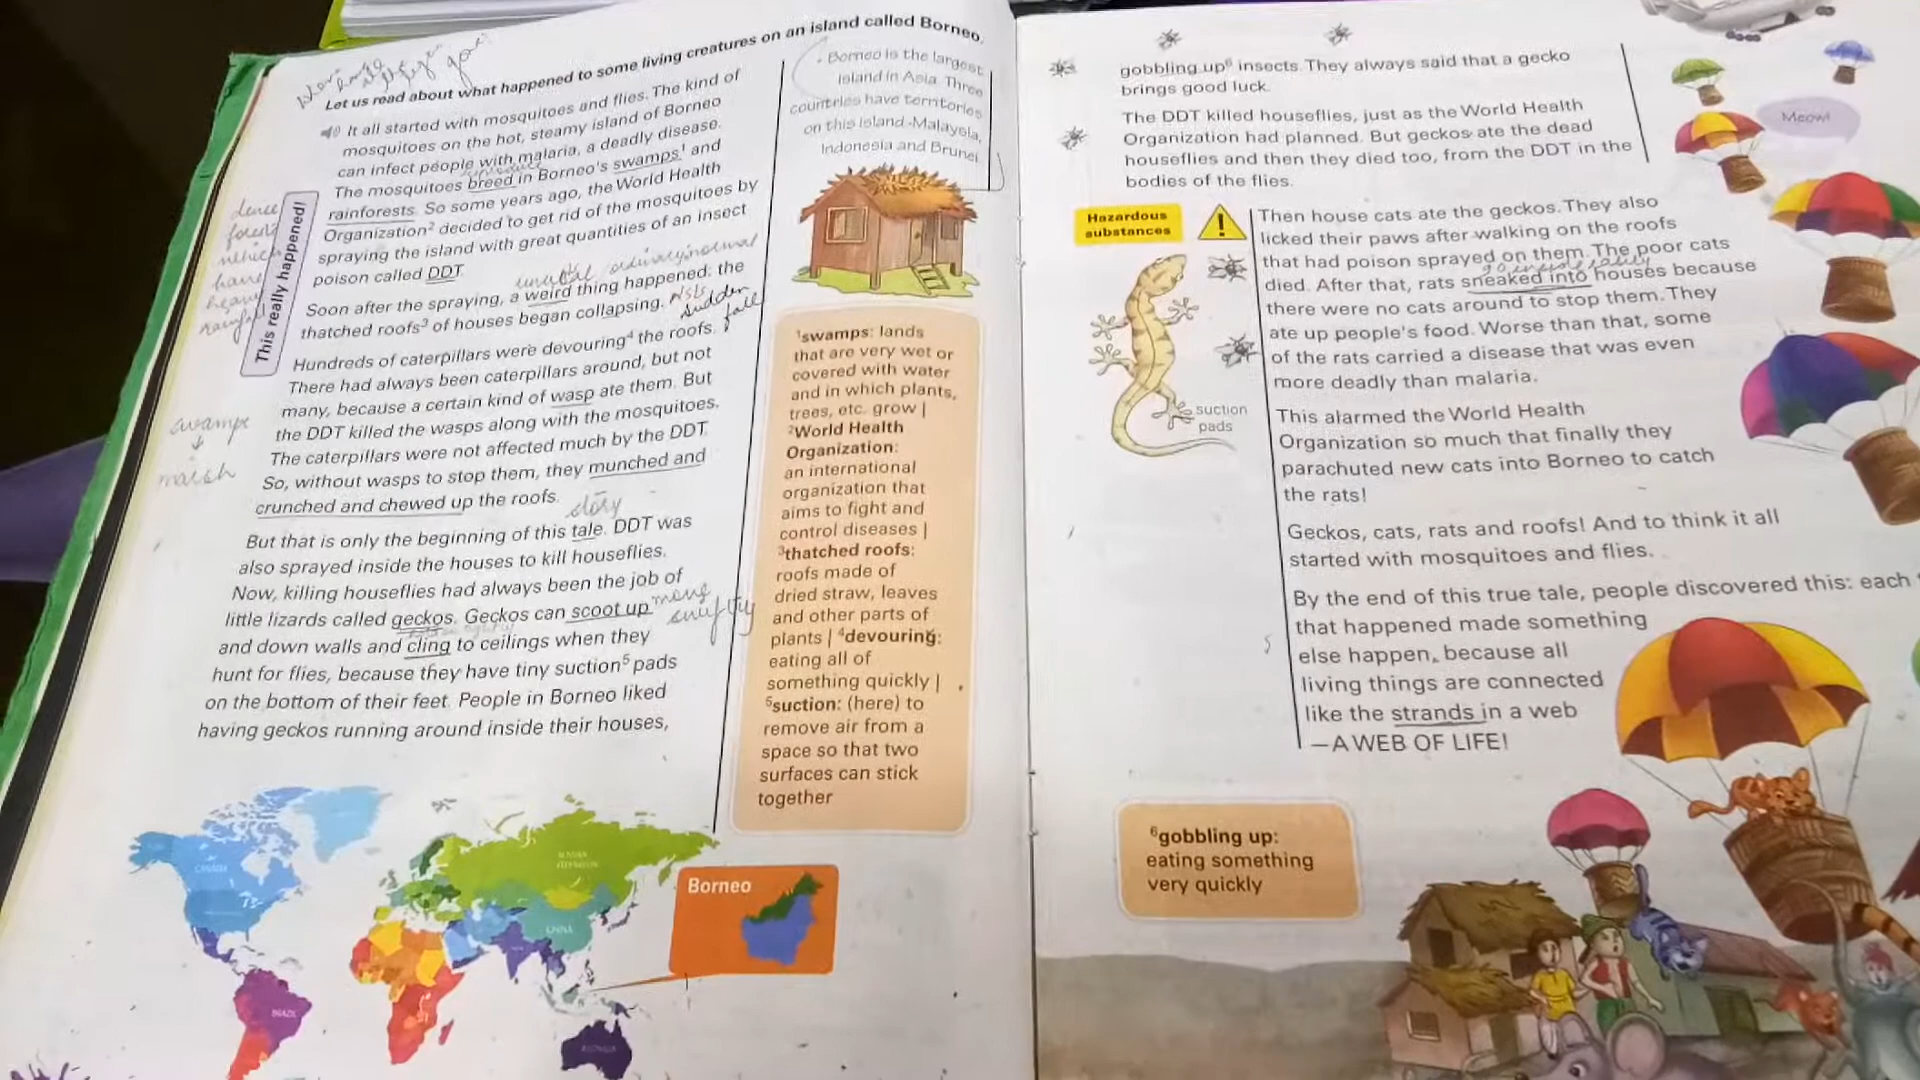 Let us read about what happened to some living creatures on an island called Borneo.
It all started with mosquitoes and flies. The kind of
mosquitoes on the hot, steamy island of Borneo
can infect people with malaria, a deadly disease.
The mosquitoes breed in Borneo's swamps¹ and
rainforests. So some years ago, the World Health
Organization² decided to get rid of the mosquitoes by
spraying the island with great quantities of an insect
poison called DDT.
unusual ordinary/normal
Soon after the spraying, a weird thing happened: the
thatched roofs³ of houses began collapsing.
sudden
fall
Hundreds of caterpillars were devouring⁴ the roofs.
There had always been caterpillars around, but not
many, because a certain kind of wasp ate them. But
the DDT killed the wasps along with the mosquitoes.
The caterpillars were not affected much by the DDT.
So, without wasps to stop them, they munched and
crunched and chewed up the roofs.
story
But that is only the beginning of this tale. DDT was
also sprayed inside the houses to kill houseflies.
Now, killing houseflies had always been the job of
little lizards called geckos. Geckos can scoot up
move
and down walls and cling to ceilings when they
hunt for flies, because they have tiny suction⁵ pads
on the bottom of their feet. People in Borneo liked
having geckos running around inside their houses,
This really happened!
forest
which
have
heavy
rainfall
swamps
↓
marsh
Borneo is the largest
island in Asia. Three
countries have territories
on this island -Malaysia,
Indonesia and Brunei.
¹swamps: lands
that are very wet or
covered with water
and in which plants,
trees, etc. grow |
²World Health
Organization:
an international
organization that
aims to fight and
control diseases |
³thatched roofs:
roofs made of
dried straw, leaves
and other parts of
plants | ⁴devouring:
eating all of
something quickly |
⁵suction: (here) to
remove air from a
space so that two
surfaces can stick
together
CANADA
RUSSIAN
FEDERATION
CHINA
BRAZIL
AUSTRALIA
Borneo
gobbling up⁶ insects. They always said that a gecko
brings good luck.
The DDT killed houseflies, just as the World Health
Organization had planned. But geckos ate the dead
houseflies and then they died too, from the DDT in the
bodies of the flies.
Meow!
Hazardous
substances
!
Then house cats ate the geckos. They also
licked their paws after walking on the roofs
that had poison sprayed on them. The poor cats
died. After that, rats sneaked into houses because
there were no cats around to stop them. They
ate up people's food. Worse than that, some
of the rats carried a disease that was even
more deadly than malaria.
suction
pads
This alarmed the World Health
Organization so much that finally they
parachuted new cats into Borneo to catch
the rats!
Geckos, cats, rats and roofs! And to think it all
started with mosquitoes and flies.
By the end of this true tale, people discovered this: each
that happened made something
else happen, because all
living things are connected
like the strands in a web
—A WEB OF LIFE!
⁶gobbling up:
eating something
very quickly